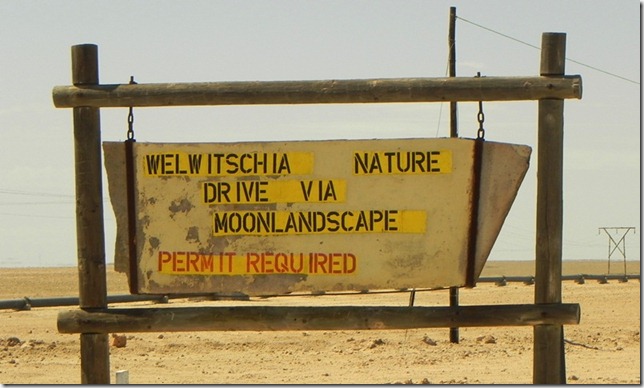 WELWITSCHIA NATURE
DRIVE VIA
MOONLANDSCAPE
PERMIT REQUIRED